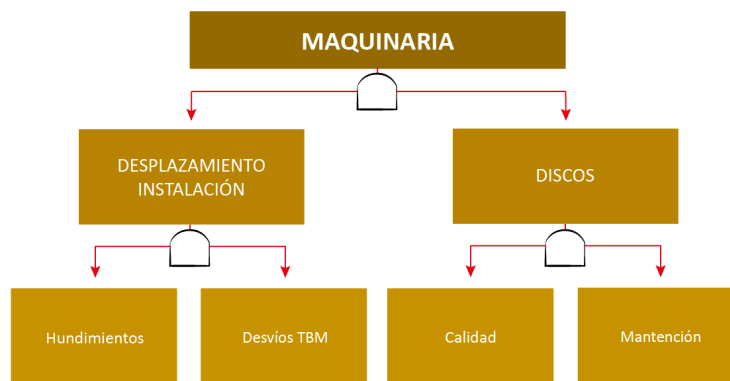 MAQUINARIA
DESPLAZAMIENTO
INSTALACIÓN
DISCOS
Hundimientos
Desvíos TBM
Calidad
Mantención